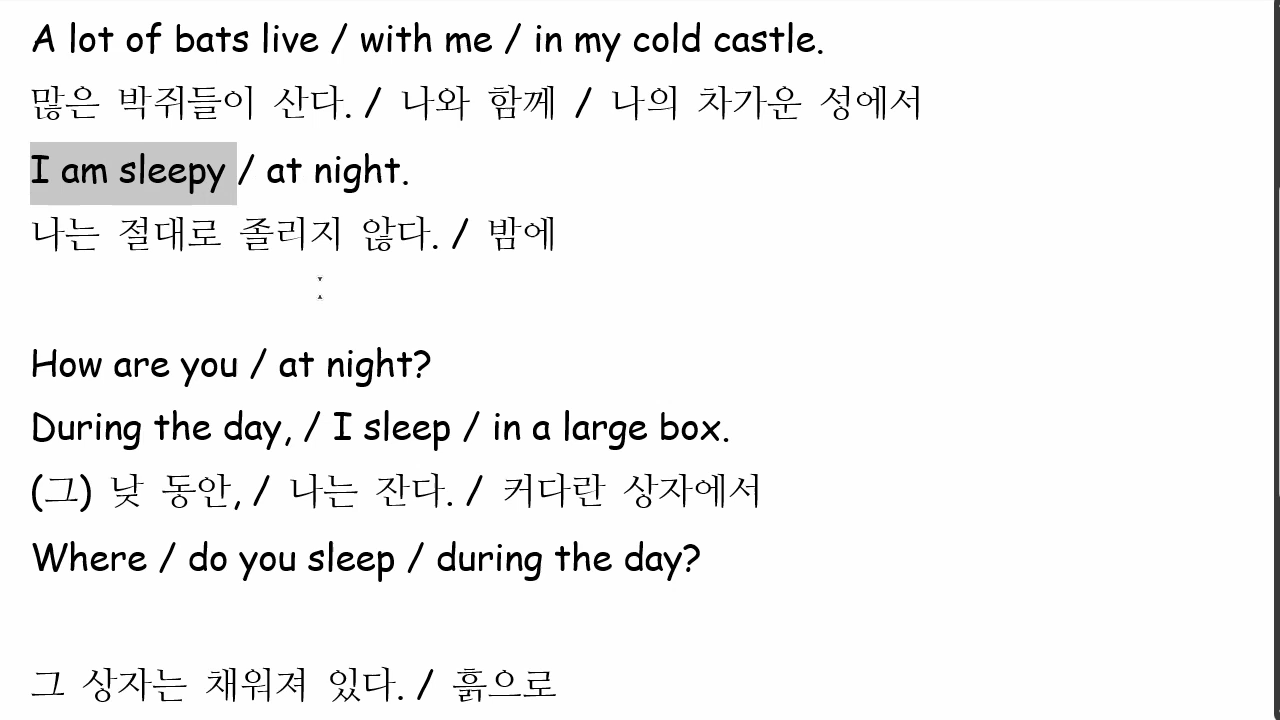 A lot of bats live / with me / in my cold castle.
많은 박쥐들이 산다. / 나와 함께 / 나의 차가운 성에서
I am sleepy / at night.
나는 절대로 졸리지 않다. / 밤에
How are you / at night?
During the day, / I sleep / in a large box.
(그) 낮 동안, / 나는 잔다. / 커다란 상자에서
Where / do you sleep / during the day?
그 상자는 채워져 있다. / 흙으로